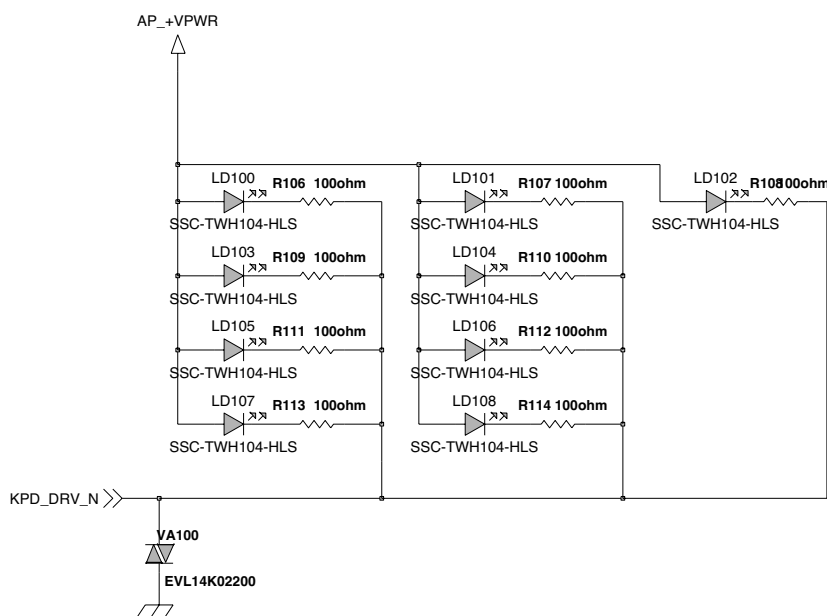 AP_+VPWR
LD100 R106 100ohm
SSC-TWH104-HLS
LD101 R107 100ohm
SSC-TWH104-HLS
LD102 R108 100ohm
SSC-TWH104-HLS
LD103 R109 100ohm
SSC-TWH104-HLS
LD104 R110 100ohm
SSC-TWH104-HLS
LD105 R111 100ohm
SSC-TWH104-HLS
LD106 R112 100ohm
SSC-TWH104-HLS
LD107 R113 100ohm
SSC-TWH104-HLS
LD108 R114 100ohm
SSC-TWH104-HLS
KPD_DRV_N
VA100
EVL14K02200